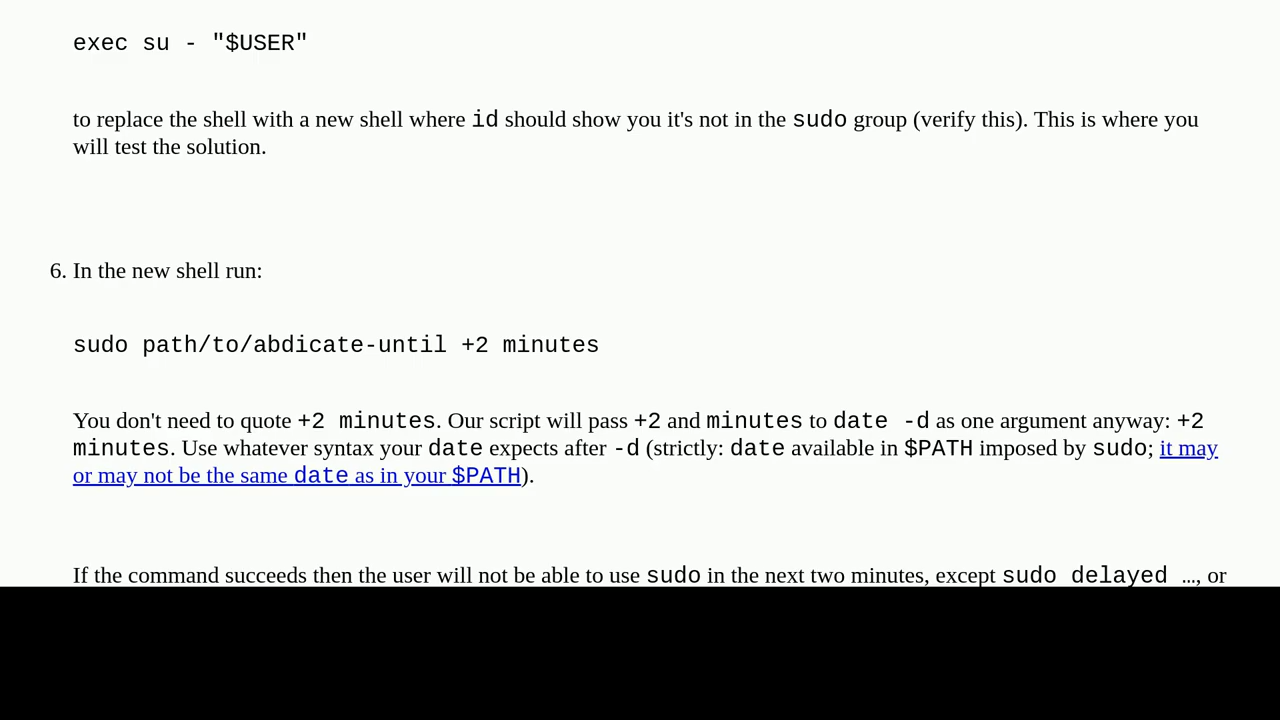 exec su - "$USER"
to replace the shell with a new shell where id should show you it's not in the sudo group (verify this). This is where you
will test the solution.
6. In the new shell run:
sudo path/to/abdicate-until +2 minutes
You don't need to quote +2 minutes. Our script will pass +2 and minutes to date -d as one argument anyway: +2
minutes. Use whatever syntax your date expects after -d (strictly: date available in $PATH imposed by sudo; it may
or may not be the same date as in your $PATH).
If the command succeeds then the user will not be able to use sudo in the next two minutes, except sudo delayed …, or